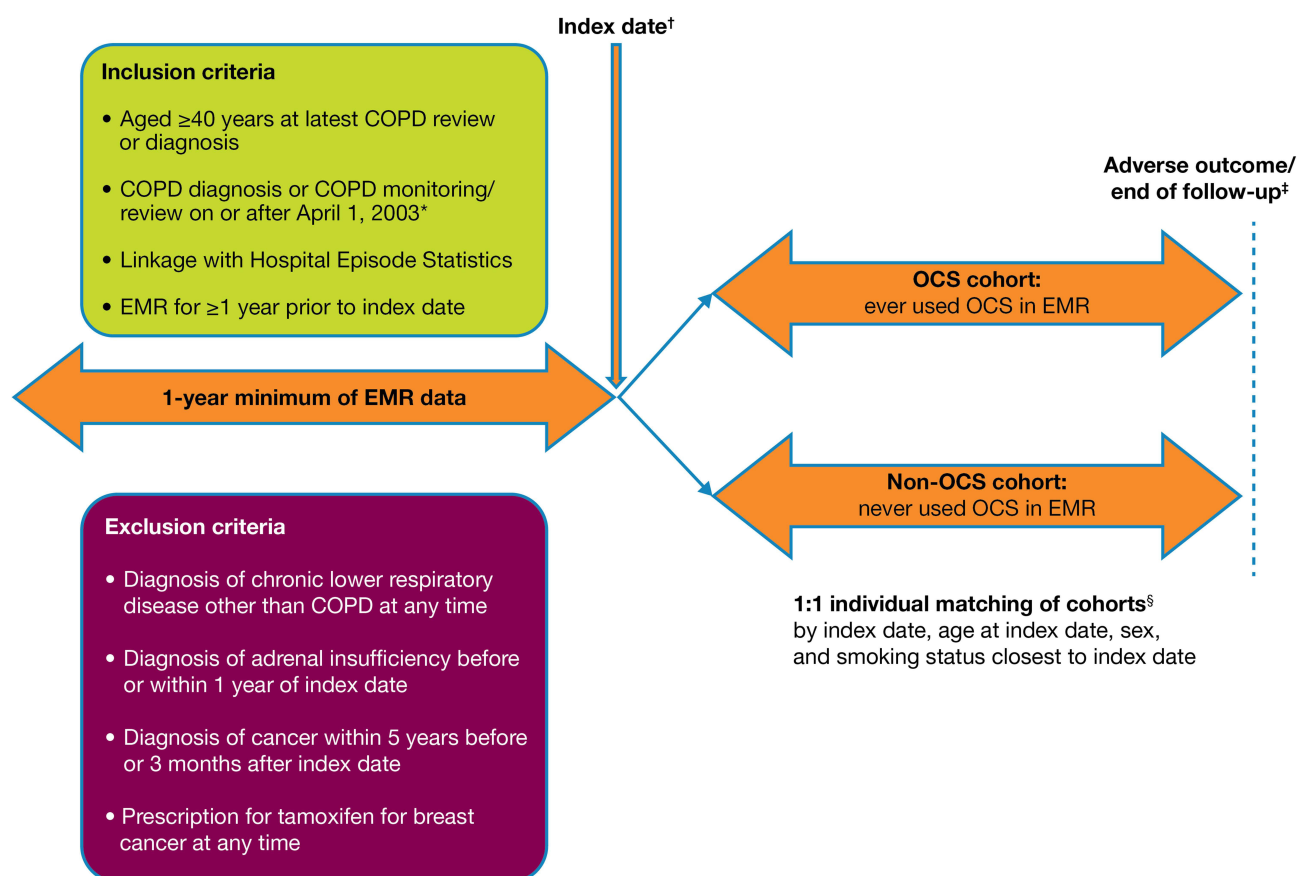 Index date†
Inclusion criteria
• Aged ≥40 years at latest COPD review
or diagnosis
• COPD diagnosis or COPD monitoring/
review on or after April 1, 2003*
• Linkage with Hospital Episode Statistics
• EMR for ≥1 year prior to index date
1-year minimum of EMR data
Exclusion criteria
• Diagnosis of chronic lower respiratory
disease other than COPD at any time
• Diagnosis of adrenal insufficiency before
or within 1 year of index date
• Diagnosis of cancer within 5 years before
or 3 months after index date
• Prescription for tamoxifen for breast
cancer at any time
Adverse outcome/
end of follow-up‡
OCS cohort:
ever used OCS in EMR
Non-OCS cohort:
never used OCS in EMR
1:1 individual matching of cohorts§
by index date, age at index date, sex,
and smoking status closest to index date